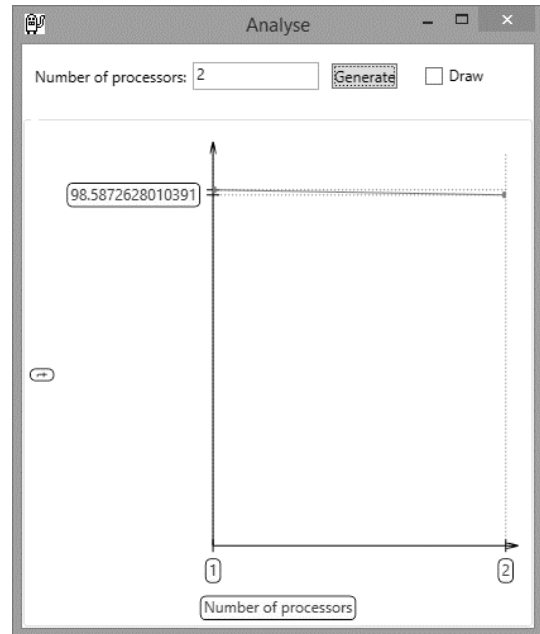 Analyse
Number of processors: 2 Generate Draw
98.5872628010391
1 2
Number of processors